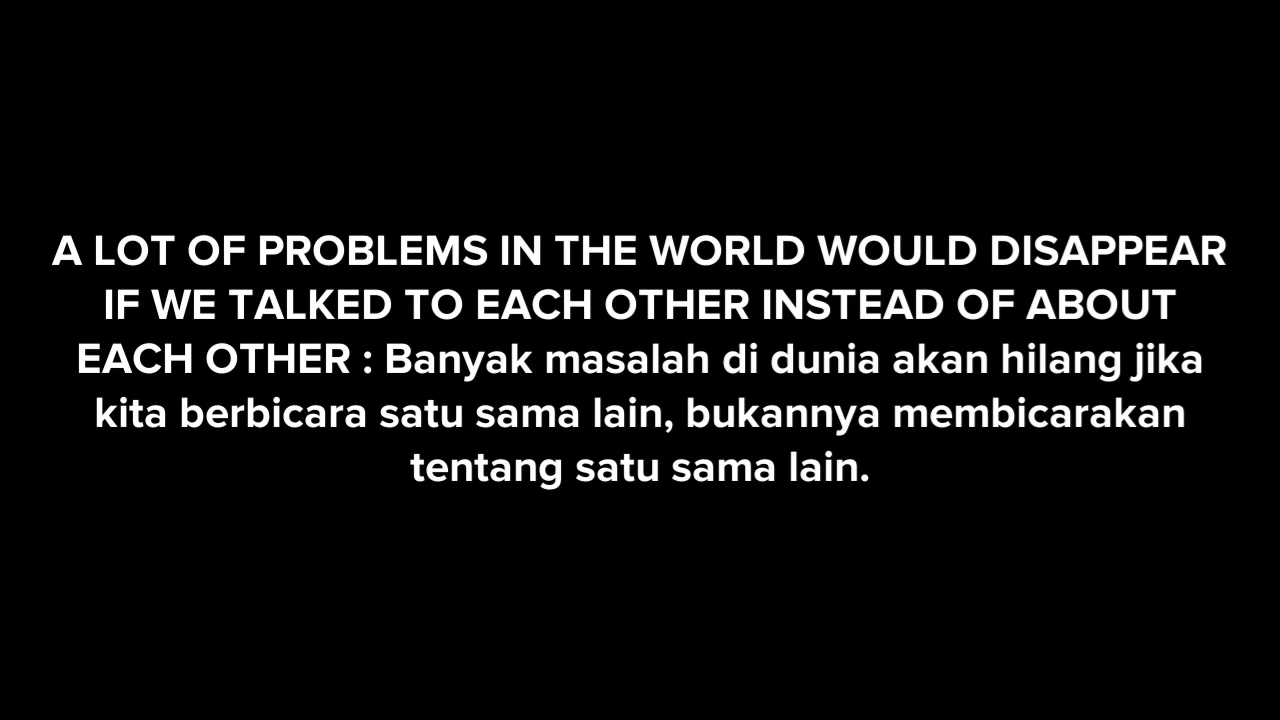 A LOT OF PROBLEMS IN THE WORLD WOULD DISAPPEAR
IF WE TALKED TO EACH OTHER INSTEAD OF ABOUT
EACH OTHER : Banyak masalah di dunia akan hilang jika
kita berbicara satu sama lain, bukannya membicarakan
tentang satu sama lain.